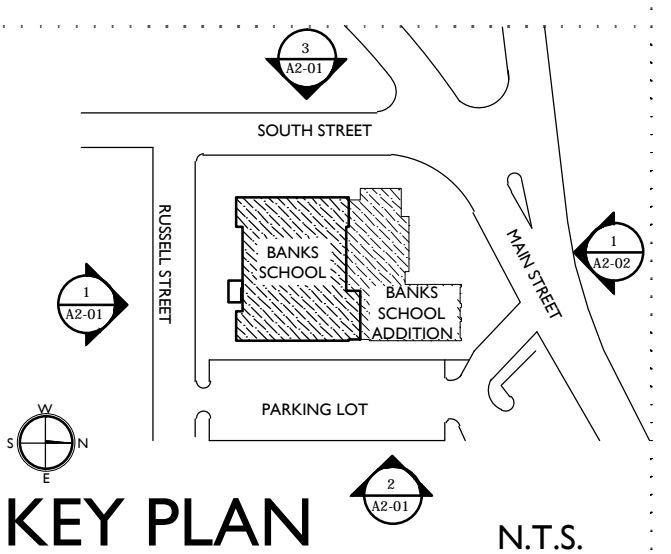 3
A2-01
SOUTH STREET
RUSSELL STREET
BANKS
SCHOOL
MAIN STREET
1
A2-02
1
A2-01
BANKS
SCHOOL
ADDITION
PARKING LOT
W
S
N
E
2
A2-01
KEY PLAN
N.T.S.